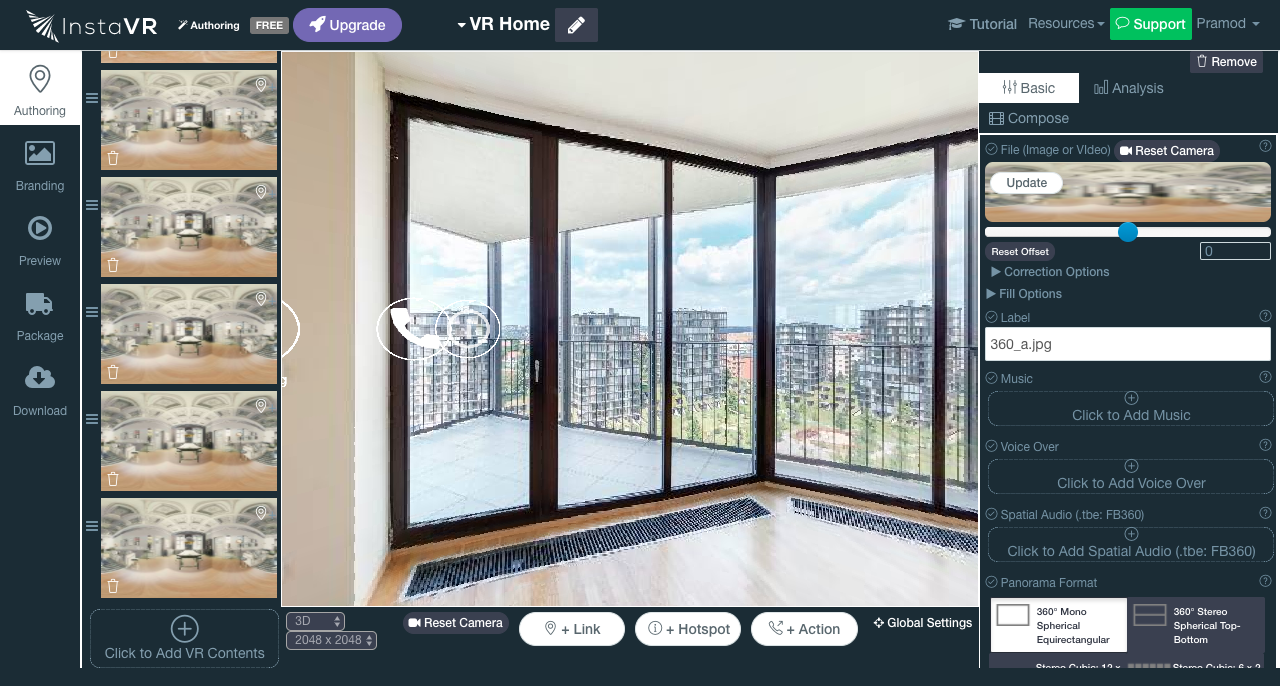 InstaVR
Authoring
FREE
Upgrade
VR Home
Tutorial
Resources
Support
Pramod
Authoring
Branding
Preview
Package
Download
Click to Add VR Contents
g
3D
2048 x 2048
Reset Camera
+ Link
+ Hotspot
+ Action
Global Settings
Remove
Basic
Analysis
Compose
File (Image or VIdeo)
Reset Camera
Update
Reset Offset
0
Correction Options
Fill Options
Label
360_a.jpg
Music
Click to Add Music
Voice Over
Click to Add Voice Over
Spatial Audio (.tbe: FB360)
Click to Add Spatial Audio (.tbe: FB360)
Panorama Format
360° Mono
Spherical
Equirectangular
360° Stereo
Spherical Top-
Bottom
Stereo Cubic: 12 x
Stereo Cubic: 6 x 2